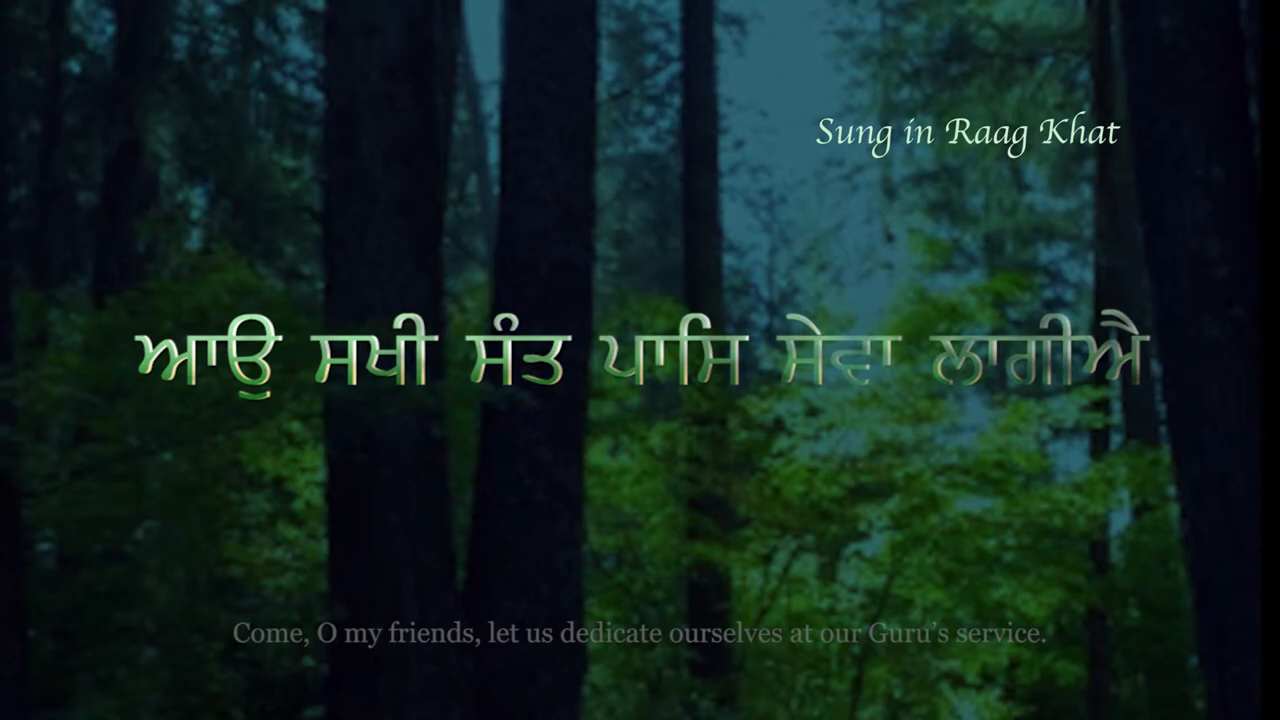 Sung in Raag Khat
ਆਉ ਸਖੀ ਸੰਤ ਪਾਸਿ ਸੇਵਾ ਲਾਗੀਐ
Come, O my friends, let us dedicate ourselves at our Guru’s service.